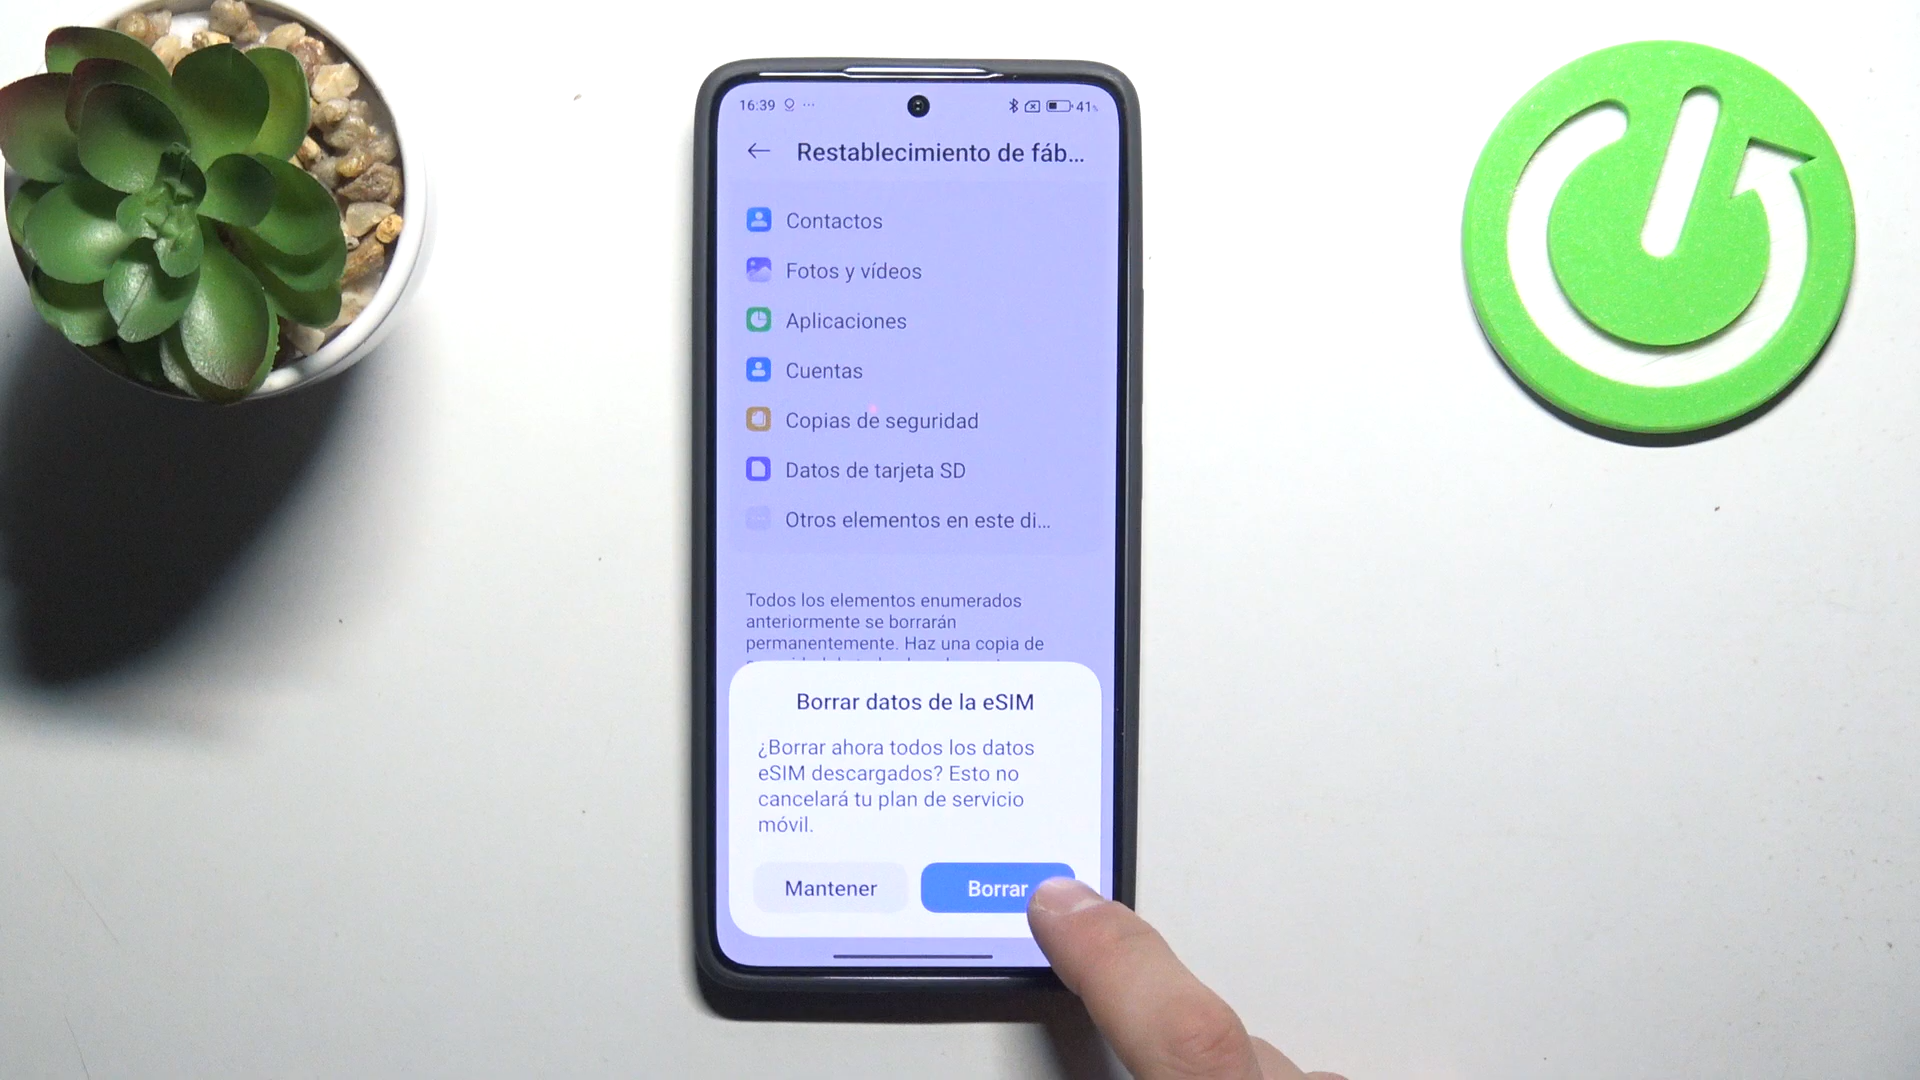 16:39
41%
Restablecimiento de fáb...
Contactos
Fotos y vídeos
Aplicaciones
Cuentas
Copias de seguridad
Datos de tarjeta SD
Otros elementos en este di...
Todos los elementos enumerados
anteriormente se borrarán
permanentemente. Haz una copia de
Borrar datos de la eSIM
¿Borrar ahora todos los datos
eSIM descargados? Esto no
cancelará tu plan de servicio
móvil.
Mantener
Borrar